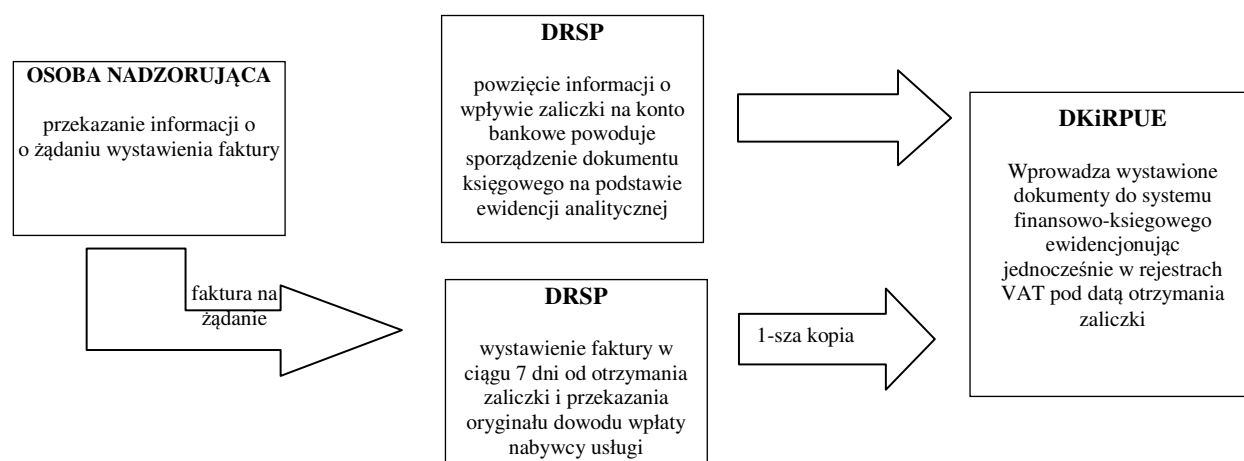 OSOBA NADZORUJĄCA
przekazanie informacji o
o żądaniu wystawienia faktury
DRSP
powzięcie informacji o
wpływie zaliczki na konto
bankowe powoduje
sporządzenie dokumentu
księgowego na podstawie
ewidencji analitycznej
DKiRPUE
Wprowadza wystawione
dokumenty do systemu
finansowo-ksiegowego
ewidencjonując
jednocześnie w rejestrach
VAT pod datą otrzymania
zaliczki
faktura na
żądanie
DRSP
wystawienie faktury w
ciągu 7 dni od otrzymania
zaliczki i przekazania
oryginału dowodu wpłaty
nabywcy usługi
1-sza kopia